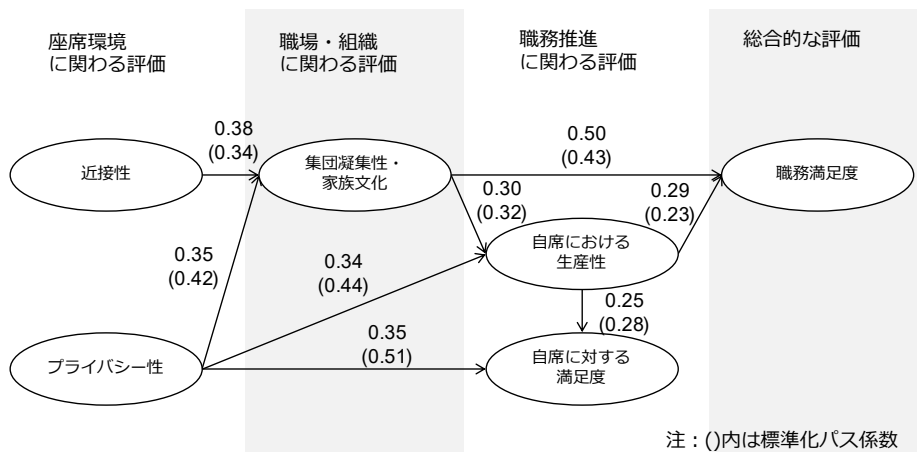 座席環境
に関わる評価
職場・組織
に関わる評価
職務推進
に関わる評価
総合的な評価
0.38
(0.34)
0.50
(0.43)
近接性
集団凝集性・
家族文化
職務満足度
0.30
(0.32)
0.29
(0.23)
0.35
(0.42)
0.34
(0.44)
自席における
生産性
0.25
(0.28)
0.35
(0.51)
プライバシー性
自席に対する
満足度
注：()内は標準化パス係数